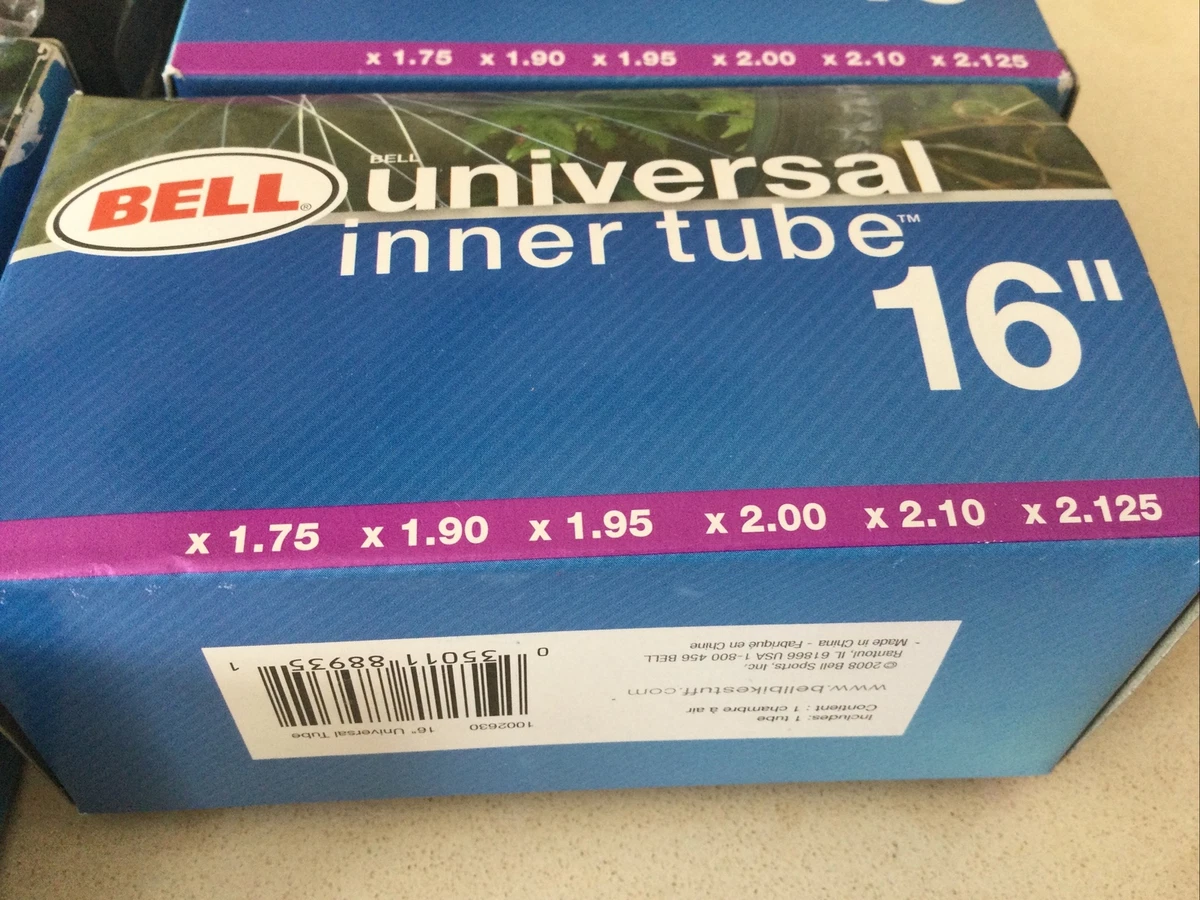 x 1.75 x 1.90 x 1.95 x 2.00 x 2.10 x 2.125
BELL®
BELL
universal
inner tube™
16"
x 1.75 x 1.90 x 1.95 x 2.00 x 2.10 x 2.125
Includes: 1 tube
Contient : 1 chambre à air
www.bellbikestuff.com
© 2008 Bell Sports, Inc.
Rantoul, IL 61866 USA 1-800 456 BELL
Made in China - Fabriqué en Chine
1002630 16" Universal Tube
0 35011 88935 1